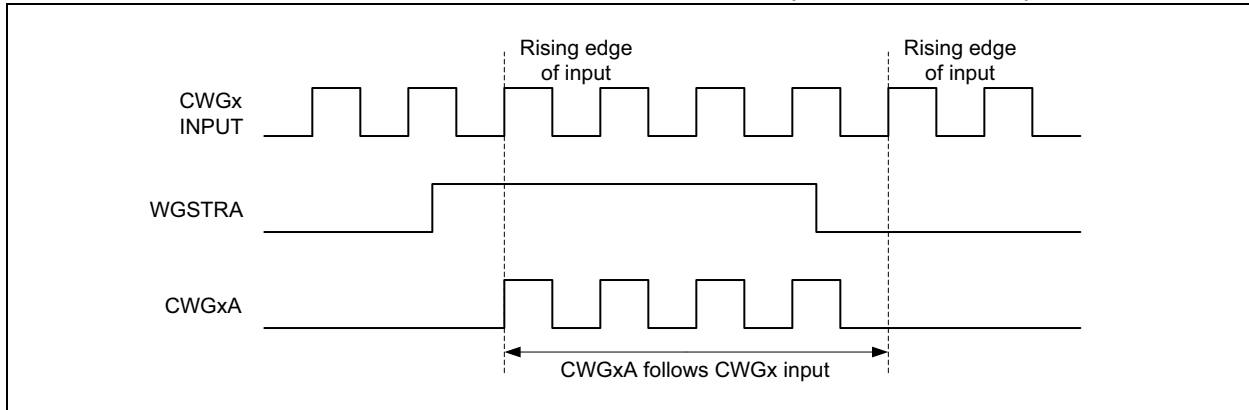 Rising edge
of input
Rising edge
of input
CWGx
INPUT
WGSTRA
CWGxA
CWGxA follows CWGx input